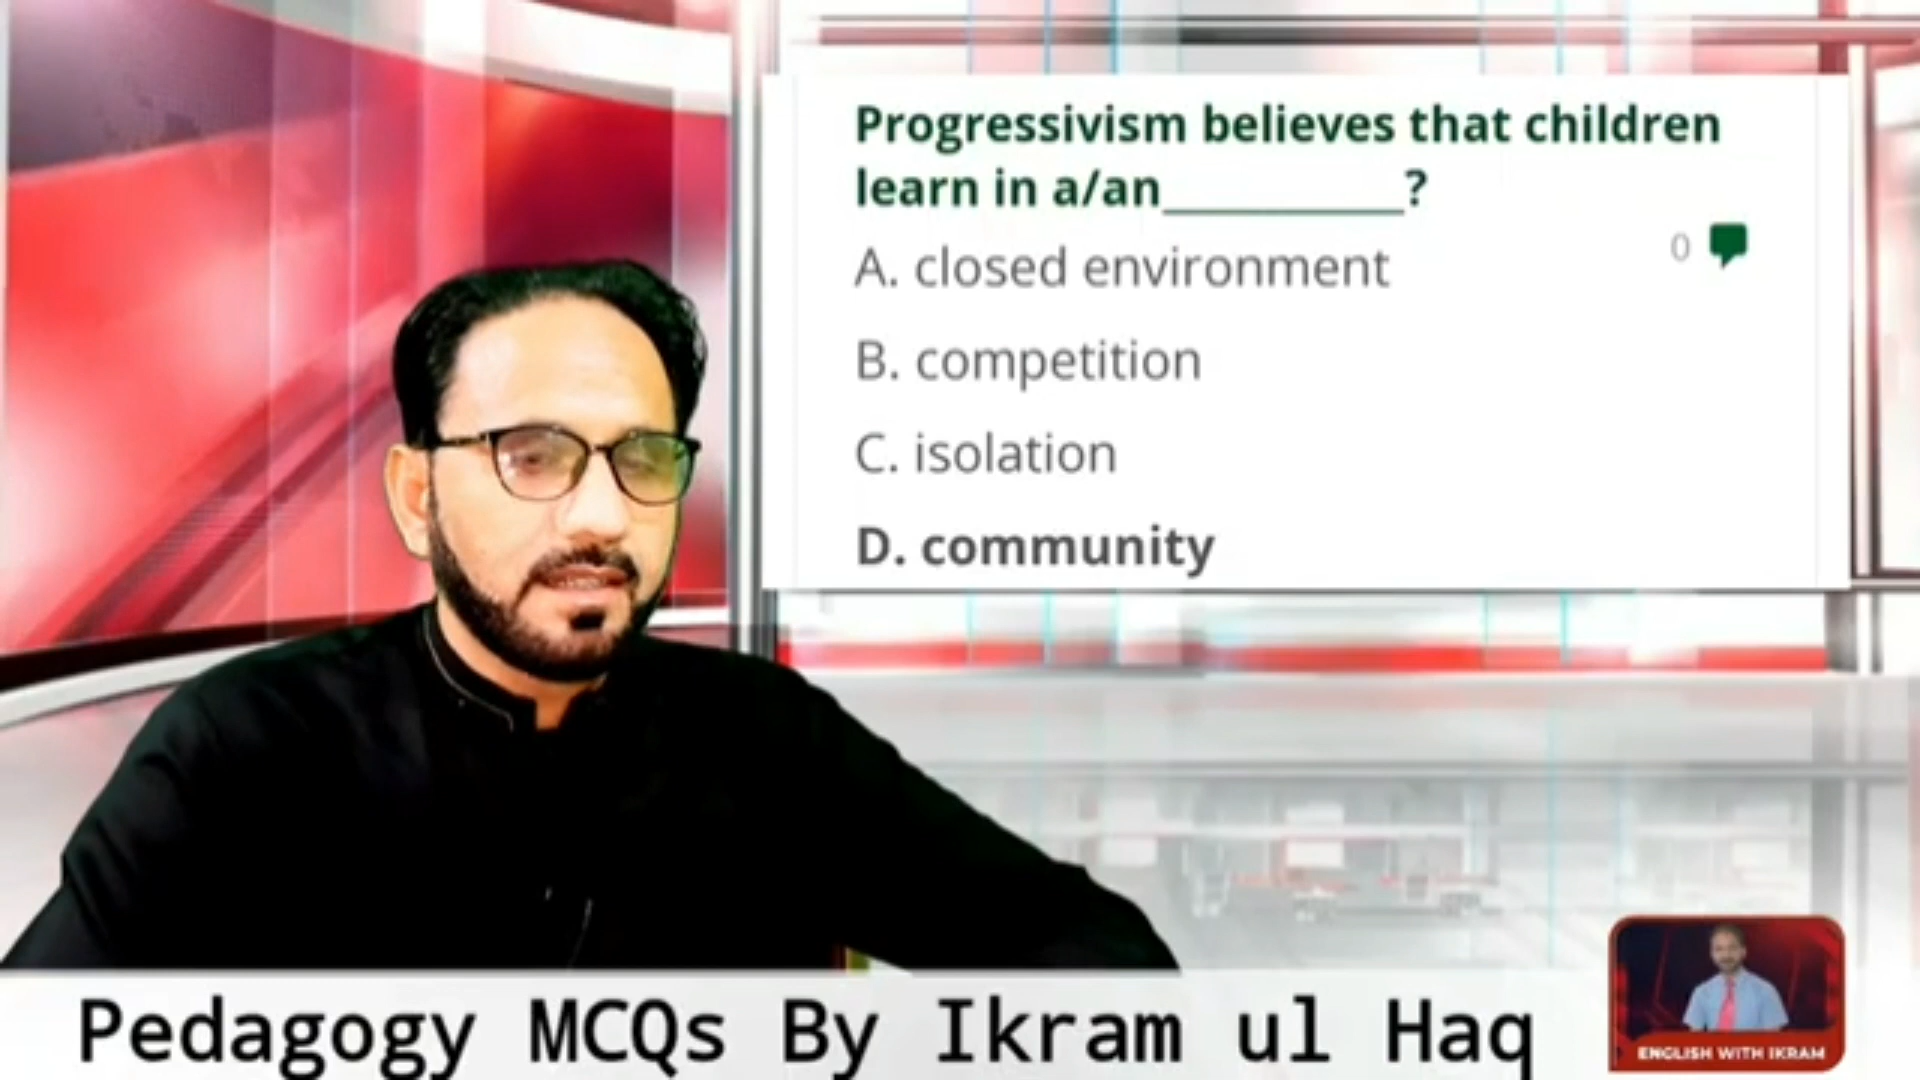 Progressivism believes that children
learn in a/an__________?
0
A. closed environment
B. competition
C. isolation
D. community
Pedagogy MCQs By Ikram ul Haq
ENGLISH WITH IKRAM